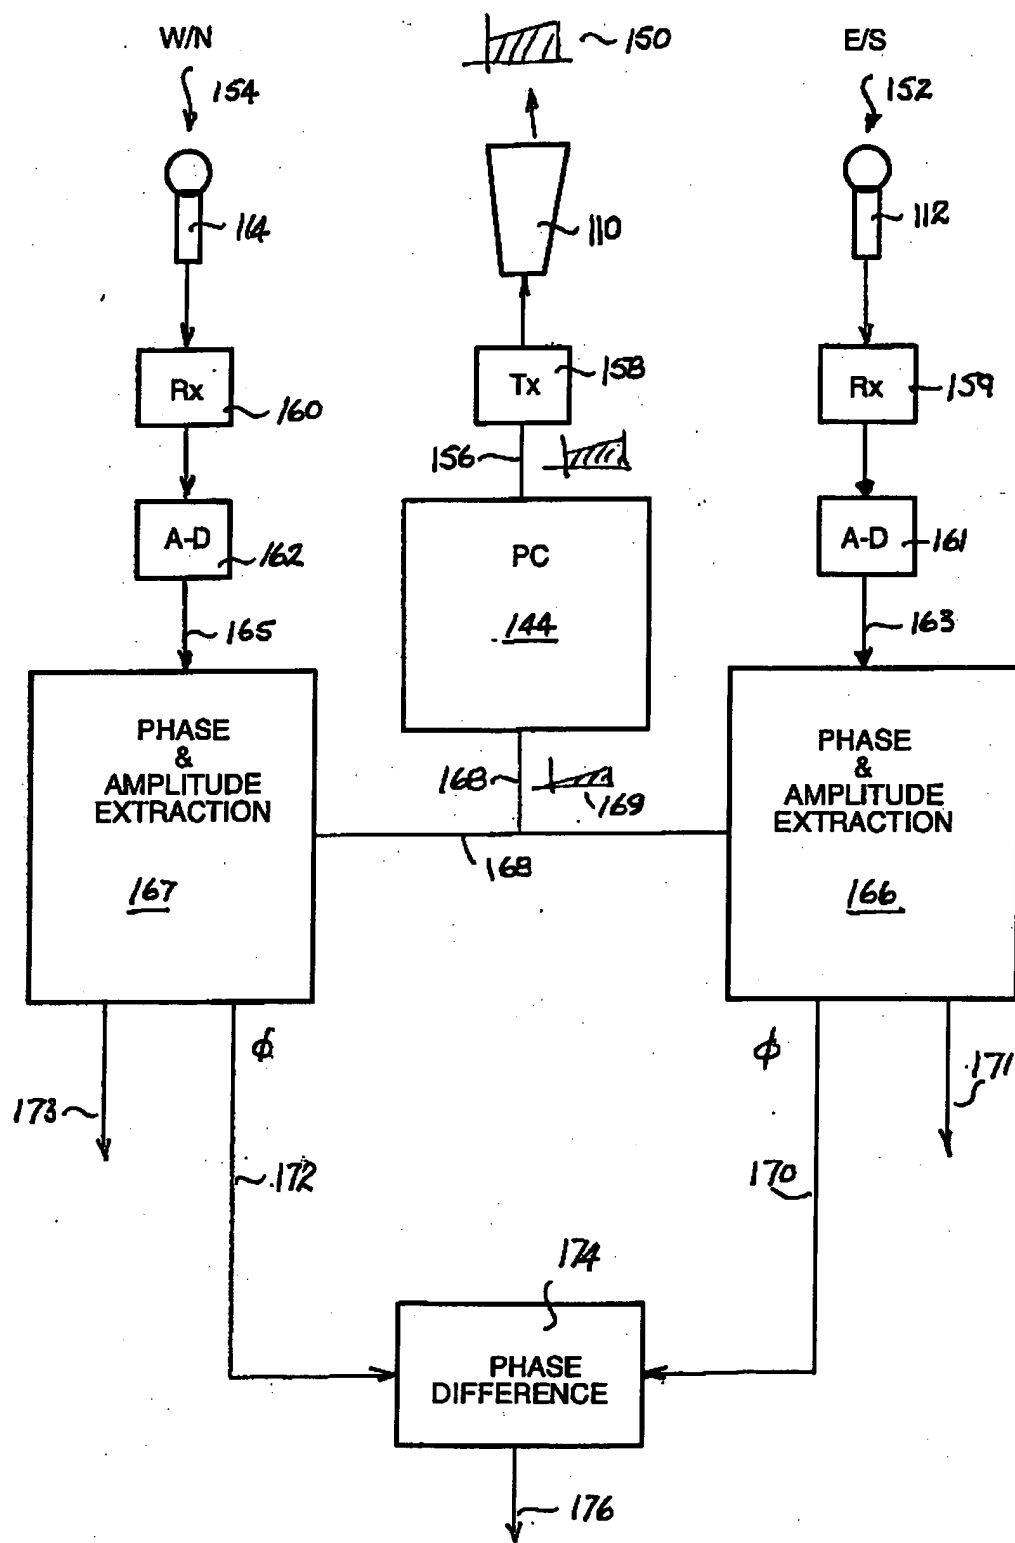 W/N
150
E/S
154
152
114
110
112
Rx
160
Tx
158
Rx
159
156
A-D
162
PC
144
A-D
161
165
163
PHASE
&
AMPLITUDE
EXTRACTION
167
168
169
168
PHASE
&
AMPLITUDE
EXTRACTION
166
ϕ
ϕ
173
171
172
170
174
PHASE
DIFFERENCE
176